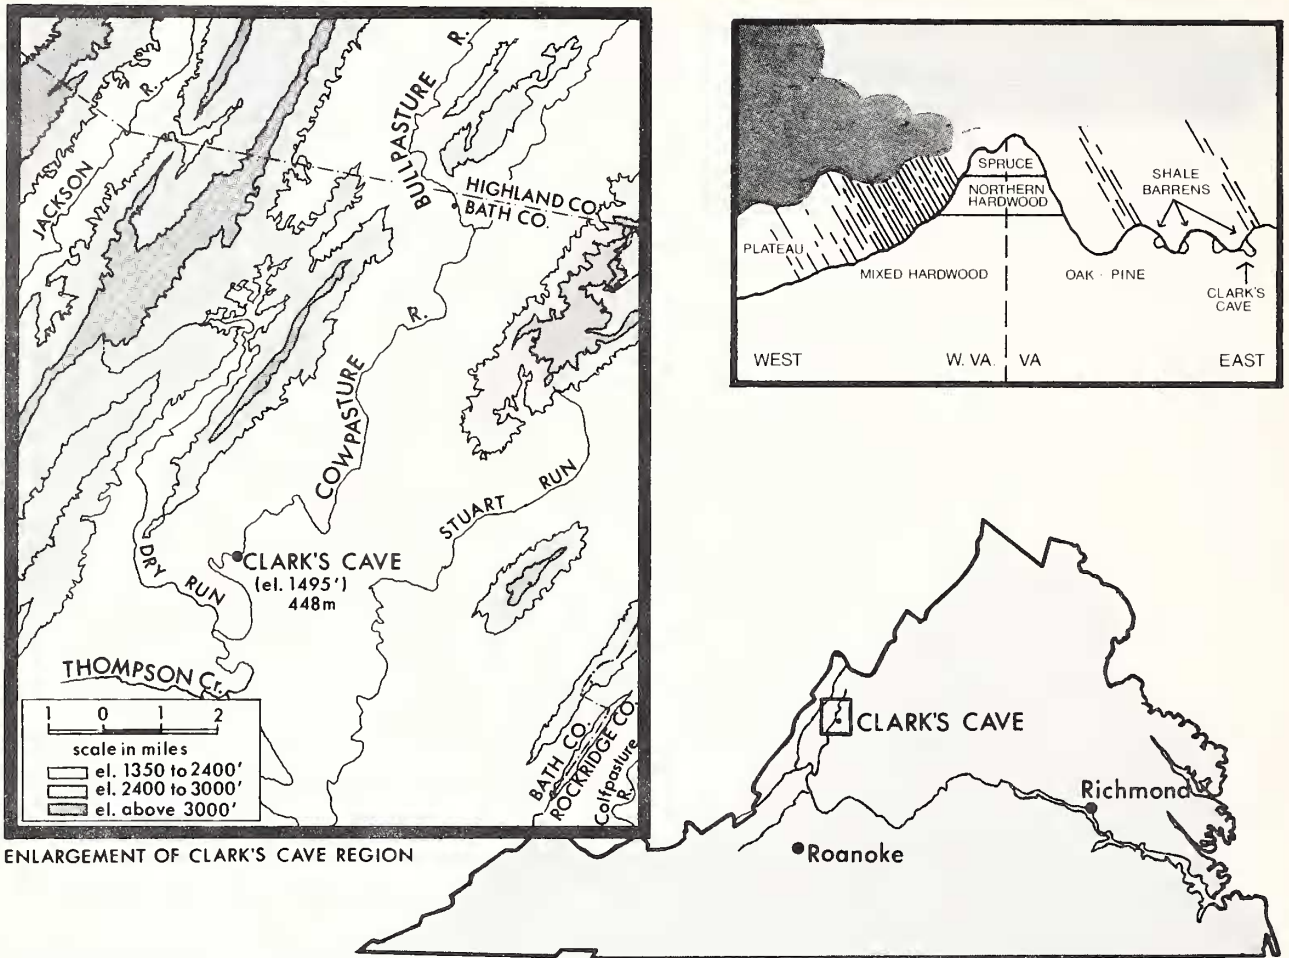 R.
BULLPASTURE
R.
JACKSON
HIGHLAND CO.
BATH CO.
R.
COWPASTURE
STUART RUN
DRY RUN
CLARK'S CAVE
(el. 1495')
448m
THOMPSON Cr.
1 0 1 2
scale in miles
el. 1350 to 2400'
el. 2400 to 3000'
el. above 3000'
BATH CO.
ROCKRIDGE CO.
Calfpasture
R.
ENLARGEMENT OF CLARK'S CAVE REGION
SPRUCE
NORTHERN
HARDWOOD
SHALE
BARRENS
PLATEAU
MIXED HARDWOOD
OAK - PINE
CLARK'S
CAVE
WEST
W. VA.
VA
EAST
CLARK'S CAVE
Richmond
Roanoke